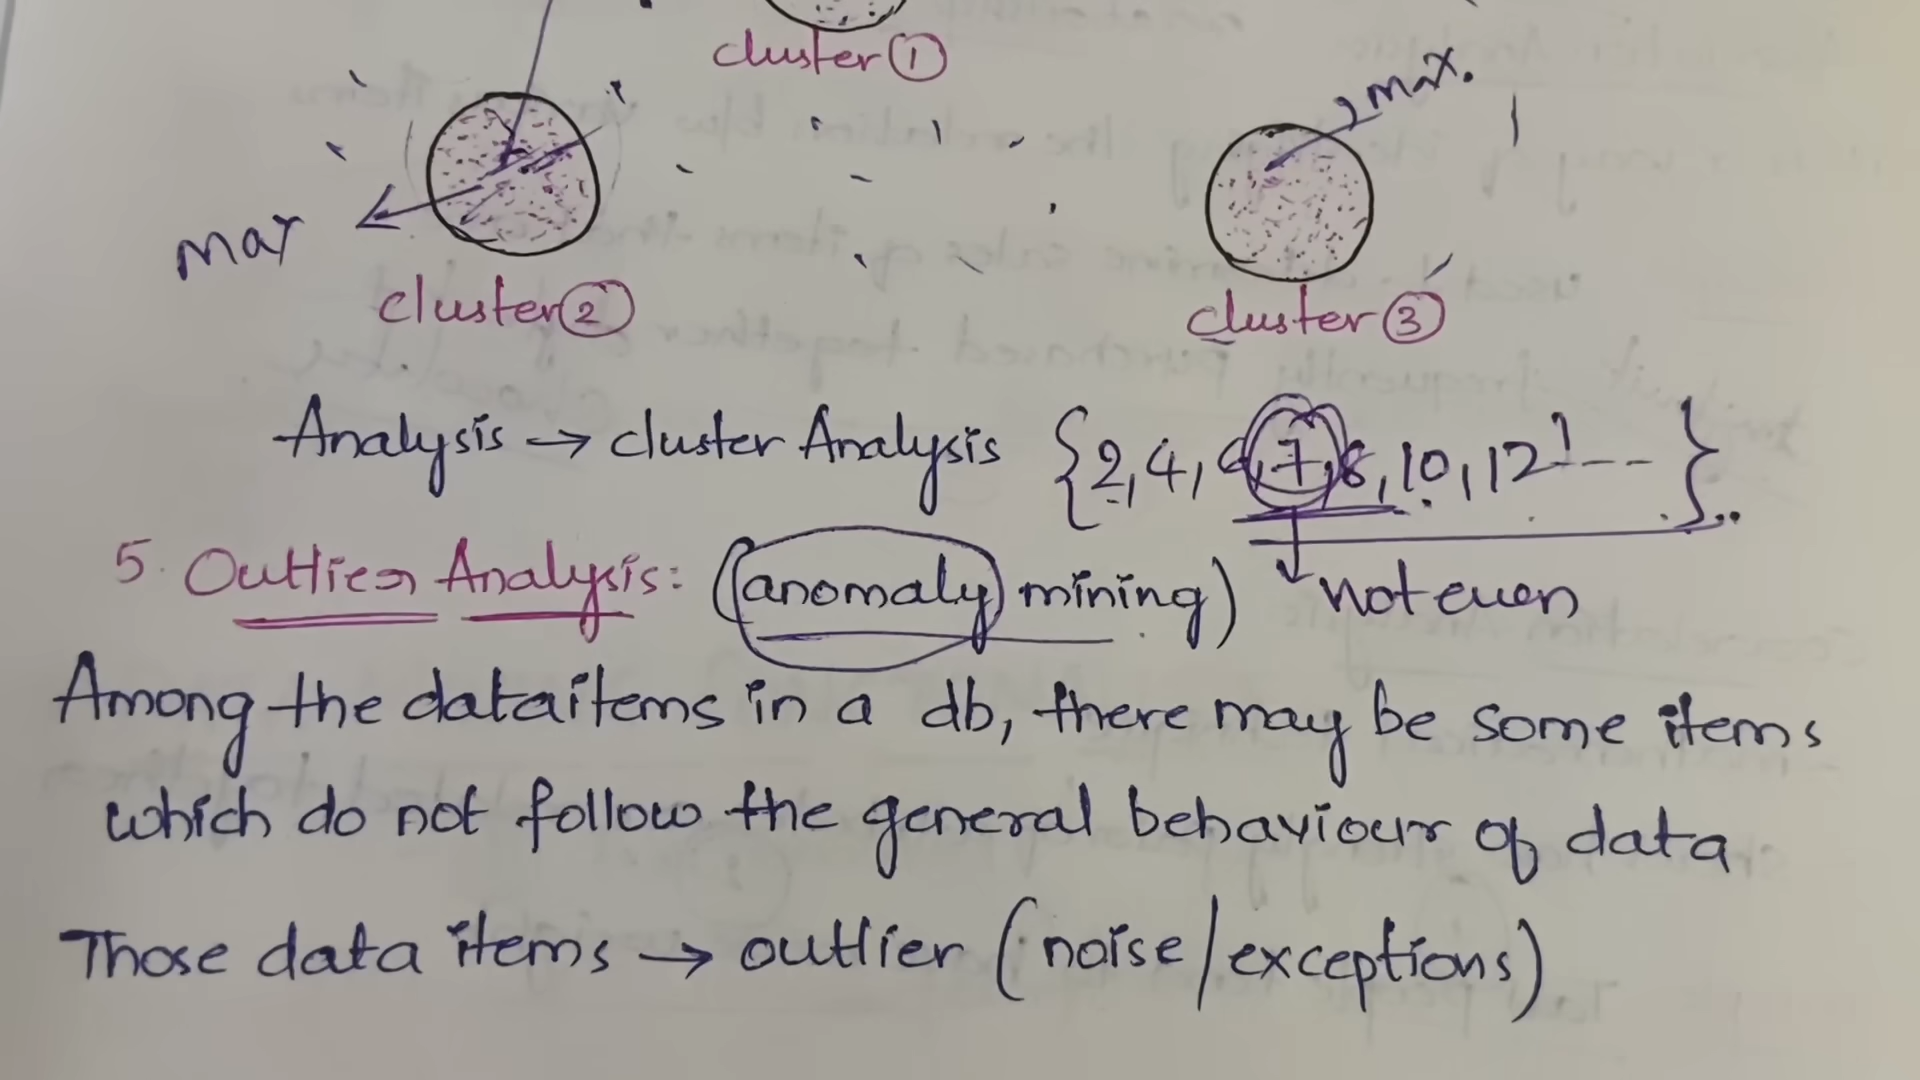 cluster ①
max.
max
cluster ②
cluster ③
Analysis → cluster Analysis {2, 4, 6, 7, 8, 10, 12 --- }
5. Outlier Analysis: (anomaly mining)
not even
Among the dataitems in a db, there may be some items
which do not follow the general behaviour of data
Those data items → outlier (noise/exceptions)